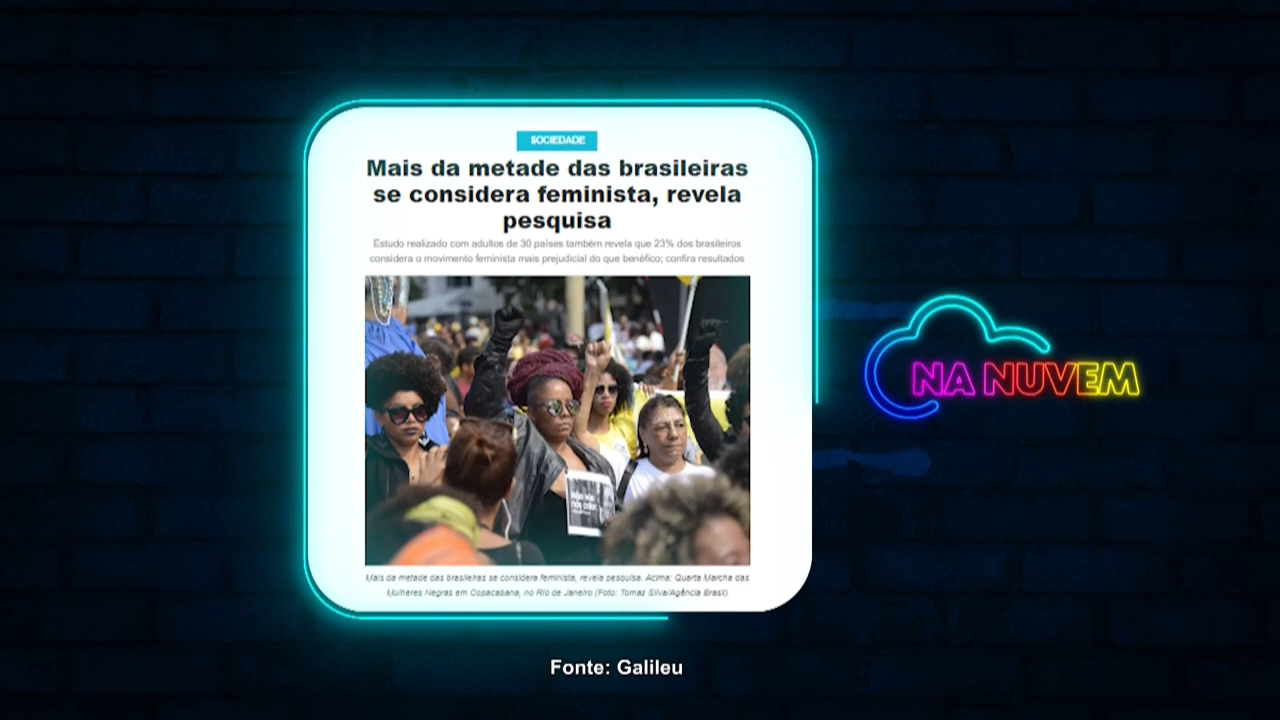 SOCIEDADE
Mais da metade das brasileiras
se considera feminista, revela
pesquisa
Estudo realizado com adultos de 30 países também revela que 23% dos brasileiros
considera o movimento feminista mais prejudicial do que benéfico; confira resultados
Mais da metade das brasileiras se considera feminista, revela pesquisa. Acima: Quarta Marcha das
Mulheres Negras em Copacabana, no Rio de Janeiro (Foto: Tomaz Silva/Agência Brasil)
NA NUVEM
Fonte: Galileu